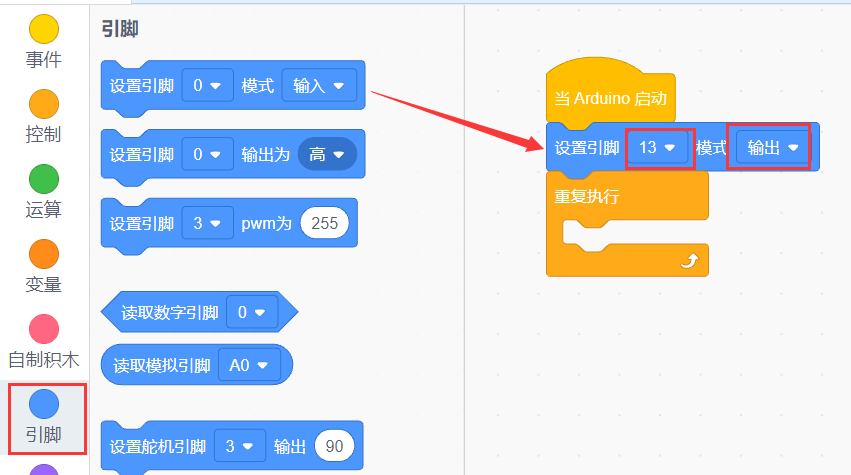 事件
控制
运算
变量
自制积木
引脚
引脚
设置引脚 0 模式 输入
设置引脚 0 输出为 高
设置引脚 3 pwm为 255
读取数字引脚 0
读取模拟引脚 A0
设置舵机引脚 3 输出 90
当 Arduino 启动
设置引脚 13 模式 输出
重复执行